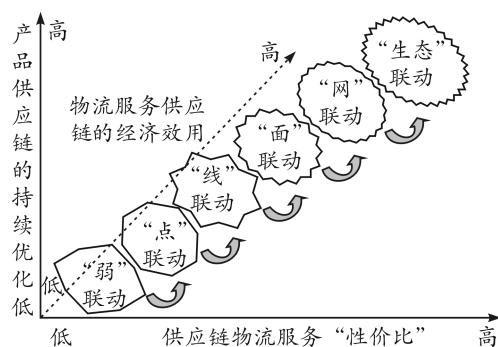 产品供应链的持续优化
高
低
高
低
物流服务供应
链的经济效用
“弱”
联动
“点”
联动
“线”
联动
“面”
联动
“网”
联动
“生态”
联动
低
供应链物流服务“性价比”
高